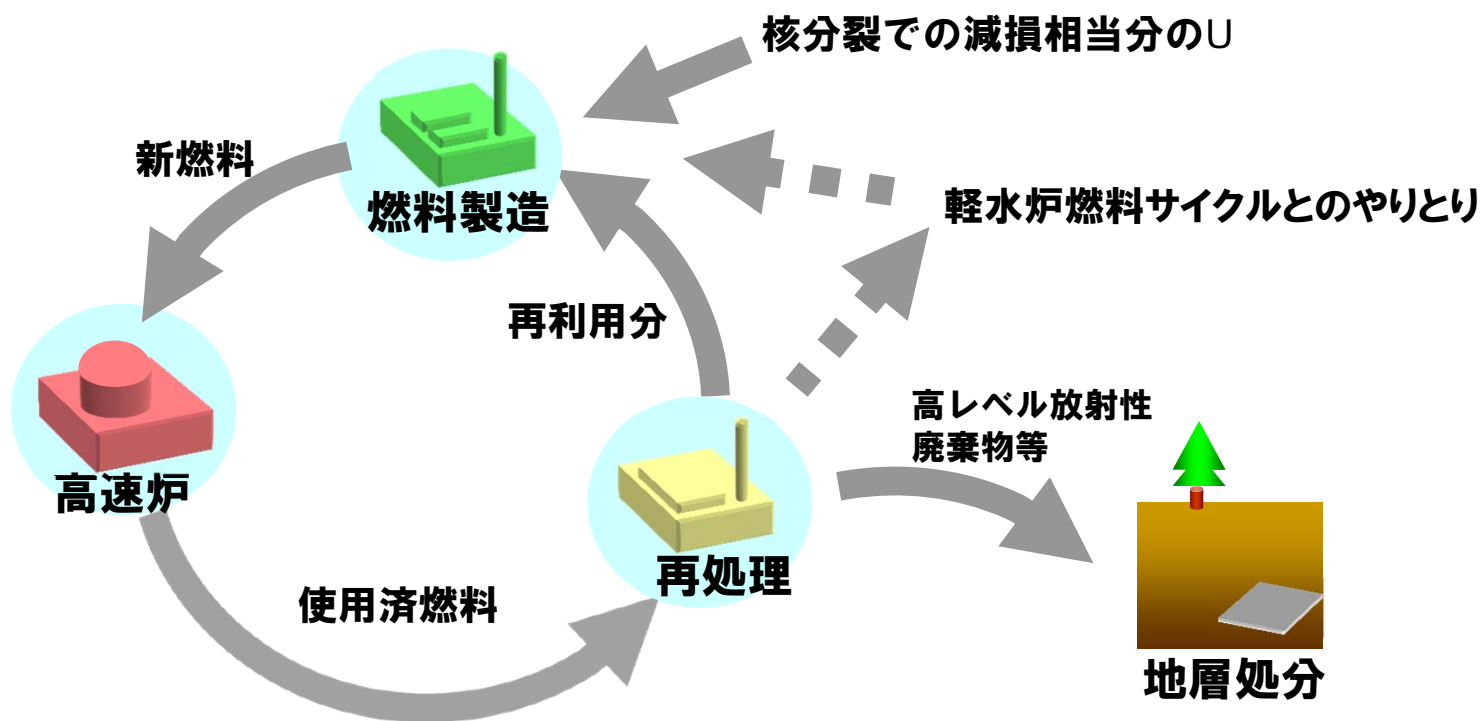 核分裂での減損相当分のU
新燃料
燃料製造
軽水炉燃料サイクルとのやりとり
再利用分
高レベル放射性
廃棄物等
高速炉
再処理
使用済燃料
地層処分